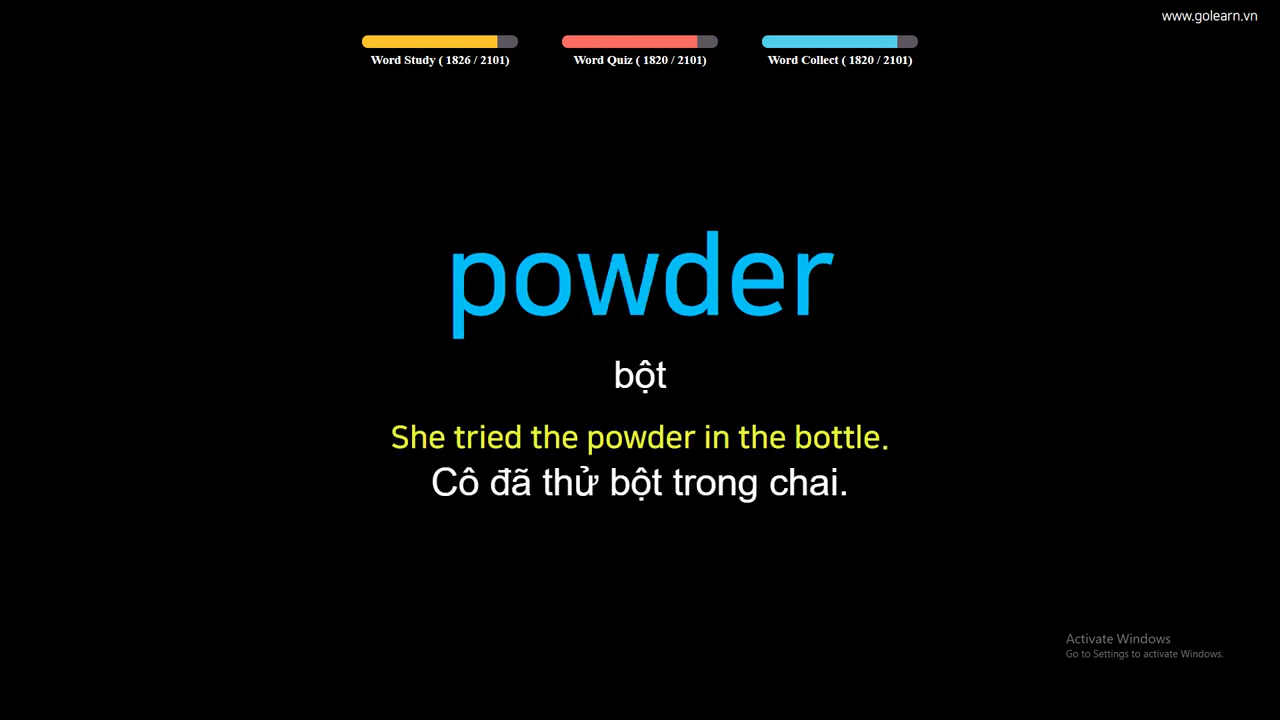 www.golearn.vn
Word Study ( 1826 / 2101)
Word Quiz ( 1820 / 2101)
Word Collect ( 1820 / 2101)
powder
bột
She tried the powder in the bottle.
Cô đã thử bột trong chai.
Activate Windows
Go to Settings to activate Windows.